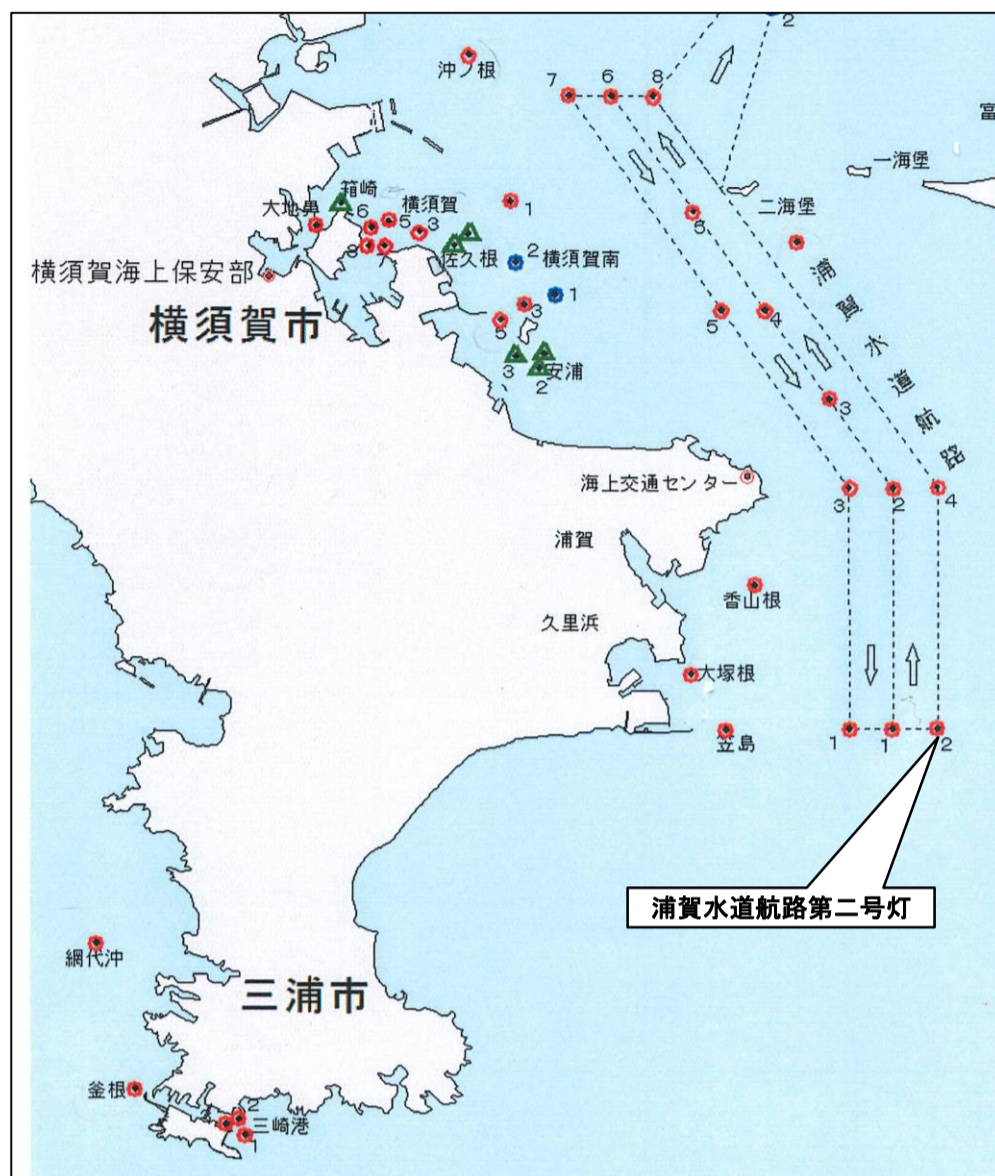 2
沖ノ根
7 6 8
富
一海堡
箱崎
大地鼻
6
横須賀
5
3
1
二海堡
6
3
7
佐久根
2
横須賀南
横須賀海上保安部
1
浦賀水道航路
横須賀市
3
5
5
4
3
安浦
2
3
海上交通センター
3 2 4
浦賀
香山根
久里浜
大塚根
笠島
1 1 2
浦賀水道航路第二号灯
網代沖
三浦市
釜根
2
三崎港
1